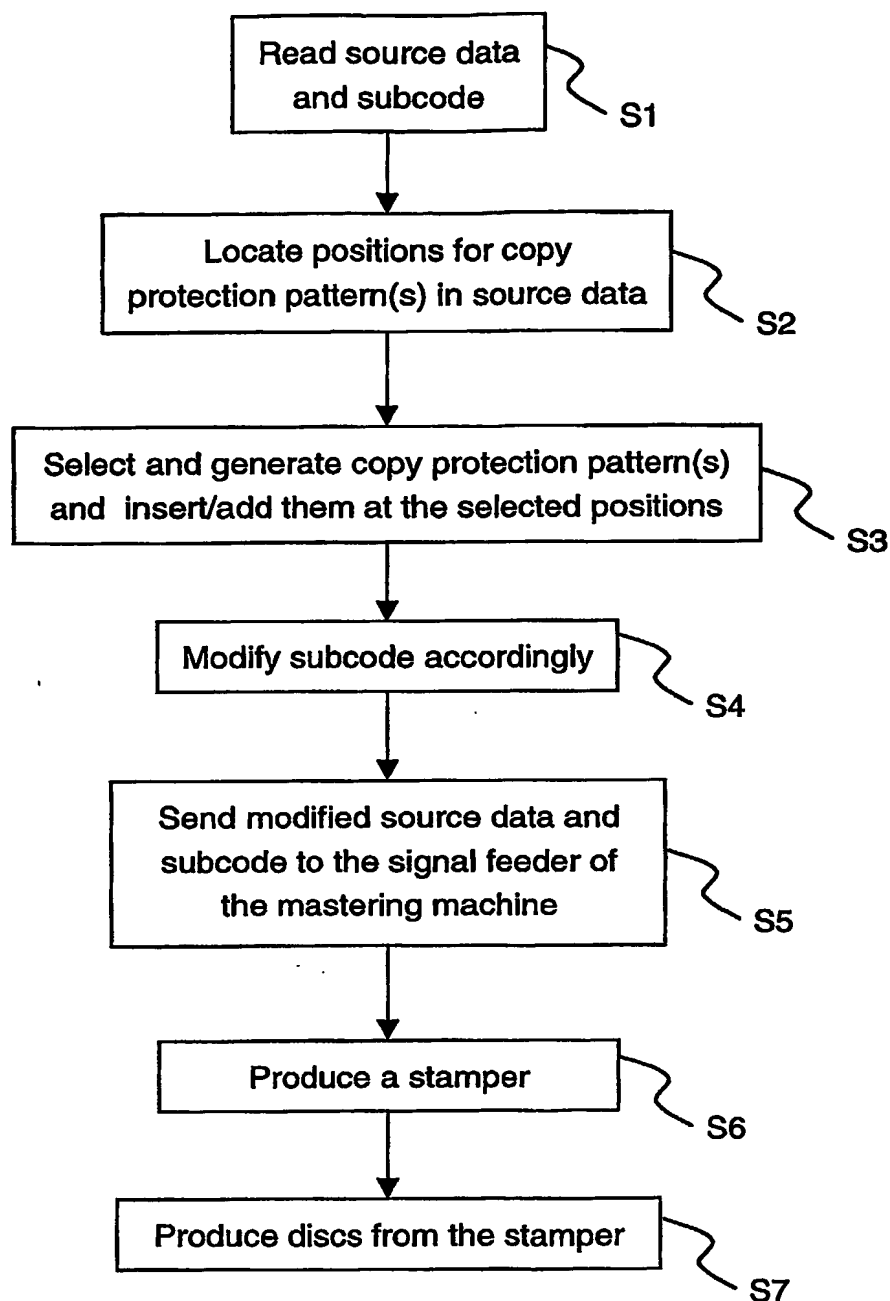 Read source data
and subcode
S1
Locate positions for copy
protection pattern(s) in source data
S2
Select and generate copy protection pattern(s)
and insert/add them at the selected positions
S3
Modify subcode accordingly
S4
Send modified source data and
subcode to the signal feeder of
the mastering machine
S5
Produce a stamper
S6
Produce discs from the stamper
S7